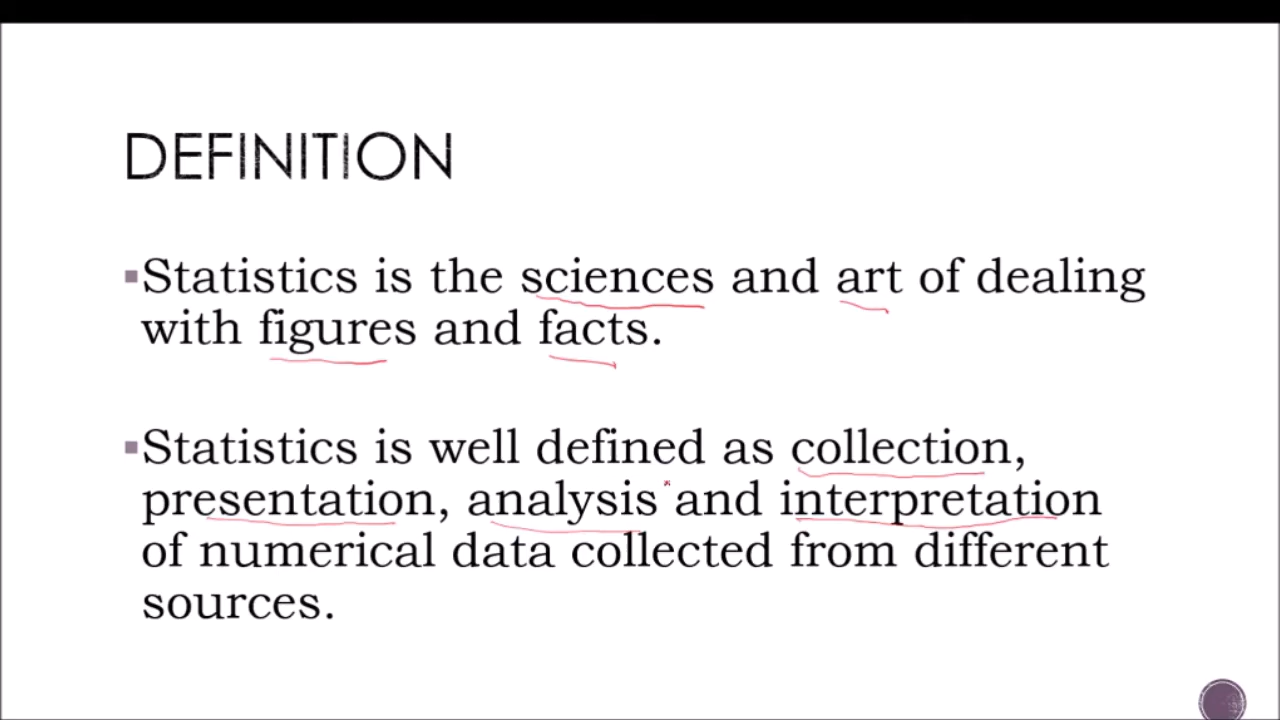 DEFINITION
▪Statistics is the sciences and art of dealing
with figures and facts.
▪Statistics is well defined as collection,
presentation, analysis and interpretation
of numerical data collected from different
sources.